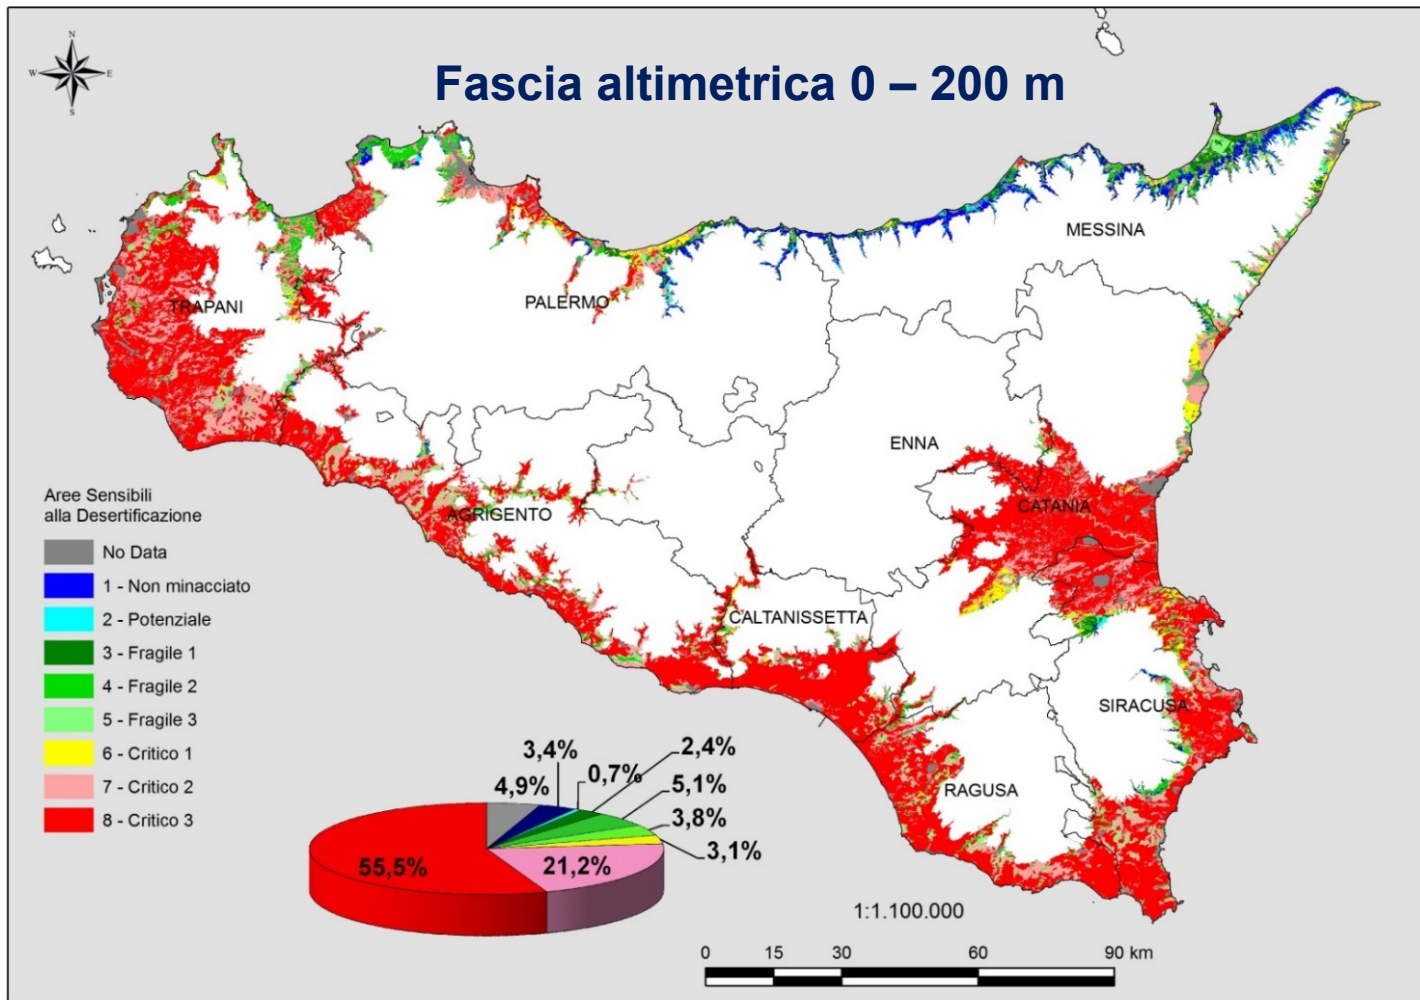 N
W E
S
Fascia altimetrica 0 – 200 m
MESSINA
PALERMO
TRAPANI
ENNA
CATANIA
AGRIGENTO
CALTANISSETTA
SIRACUSA
RAGUSA
Aree Sensibili
alla Desertificazione
No Data
1 - Non minacciato
2 - Potenziale
3 - Fragile 1
4 - Fragile 2
5 - Fragile 3
6 - Critico 1
7 - Critico 2
8 - Critico 3
3,4%
2,4%
4,9%
0,7%
5,1%
3,8%
3,1%
55,5%
21,2%
1:1.100.000
0 15 30 60 90 km